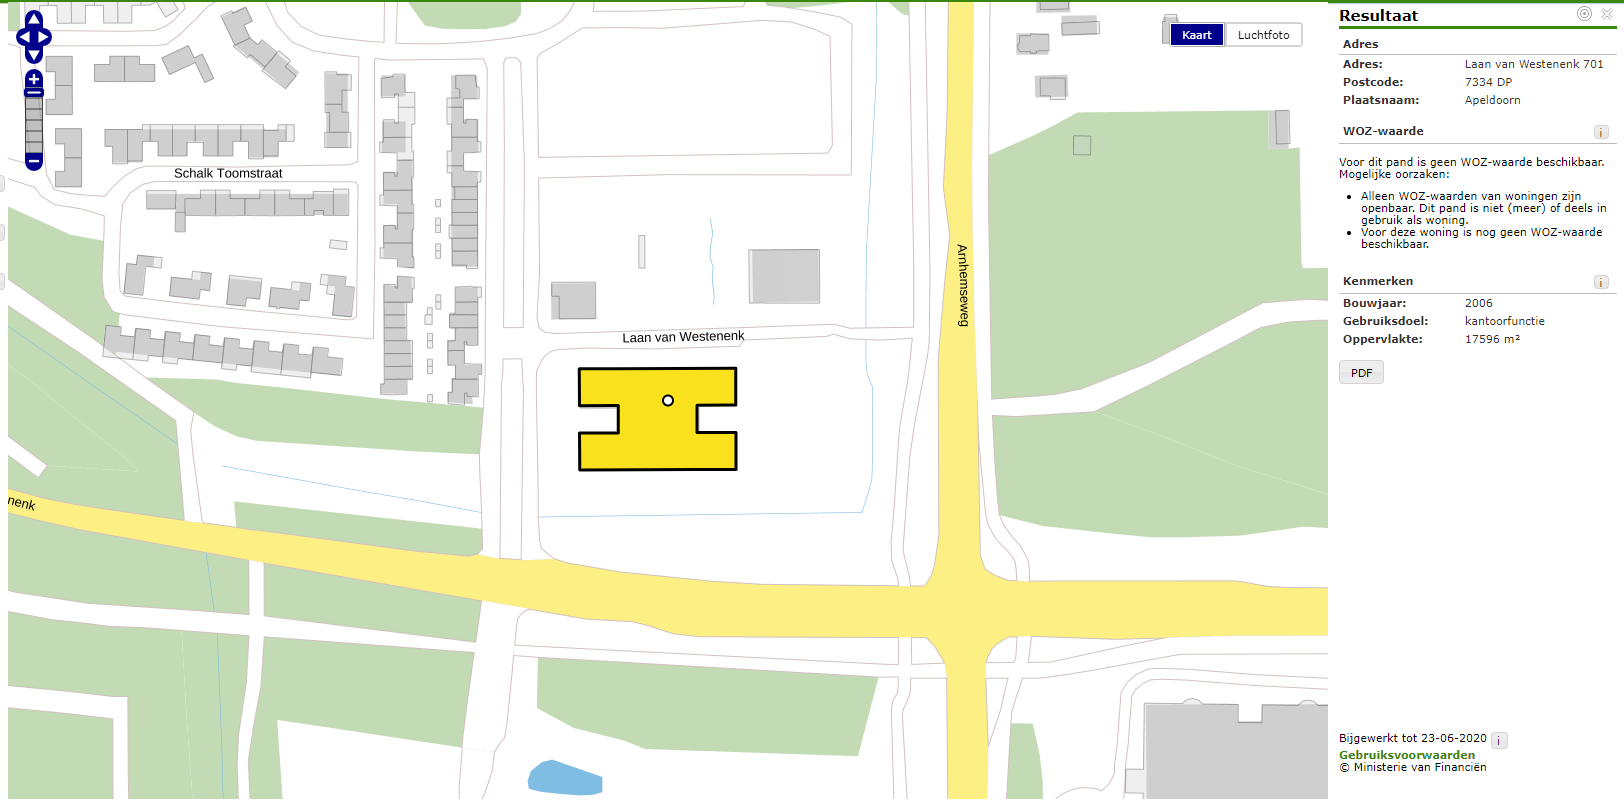 Kaart
Luchtfoto
Schalk Toomstraat
Arnhemseweg
Laan van Westenenk
nenk
Resultaat
Adres
Adres: Laan van Westenenk 701
Postcode: 7334 DP
Plaatsnaam: Apeldoorn
WOZ-waarde i
Voor dit pand is geen WOZ-waarde beschikbaar.
Mogelijke oorzaken:
• Alleen WOZ-waarden van woningen zijn
openbaar. Dit pand is niet (meer) of deels in
gebruik als woning.
• Voor deze woning is nog geen WOZ-waarde
beschikbaar.
Kenmerken i
Bouwjaar: 2006
Gebruiksdoel: kantoorfunctie
Oppervlakte: 17596 m²
PDF
Bijgewerkt tot 23-06-2020 i
Gebruiksvoorwaarden
© Ministerie van Financiën